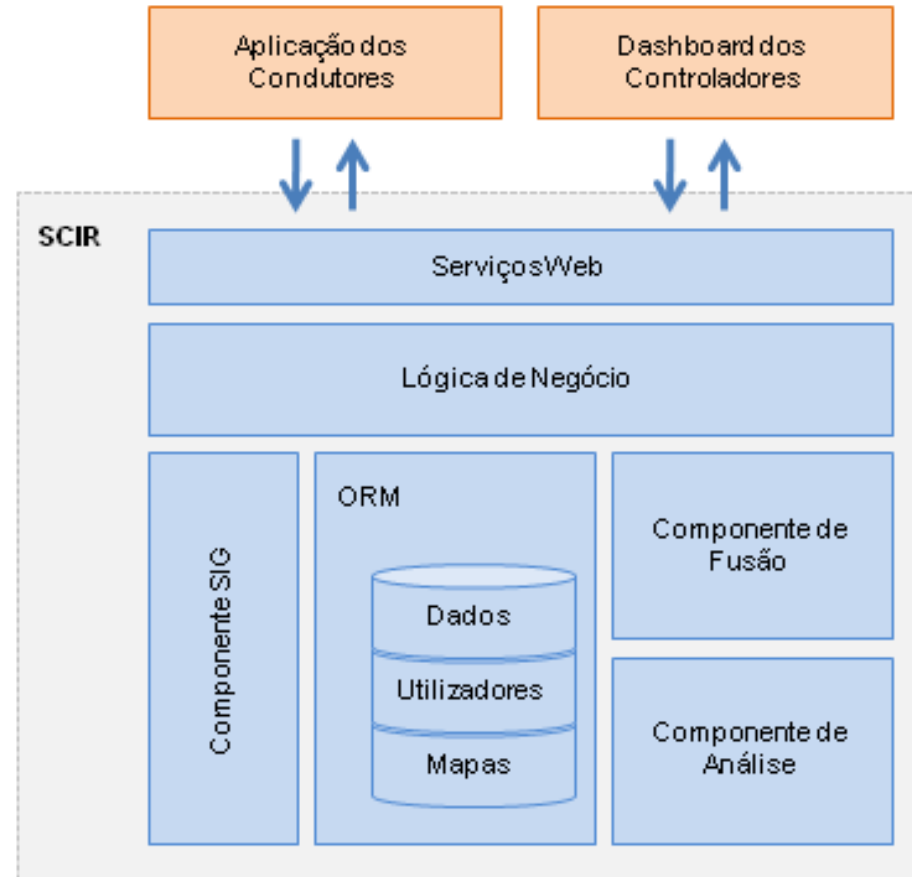 Aplicação dos
Condutores
Dashboard dos
Controladores
SCIR
Serviços Web
Lógica de Negócio
Componente SIG
ORM
Dados
Utilizadores
Mapas
Componente de
Fusão
Componente de
Análise